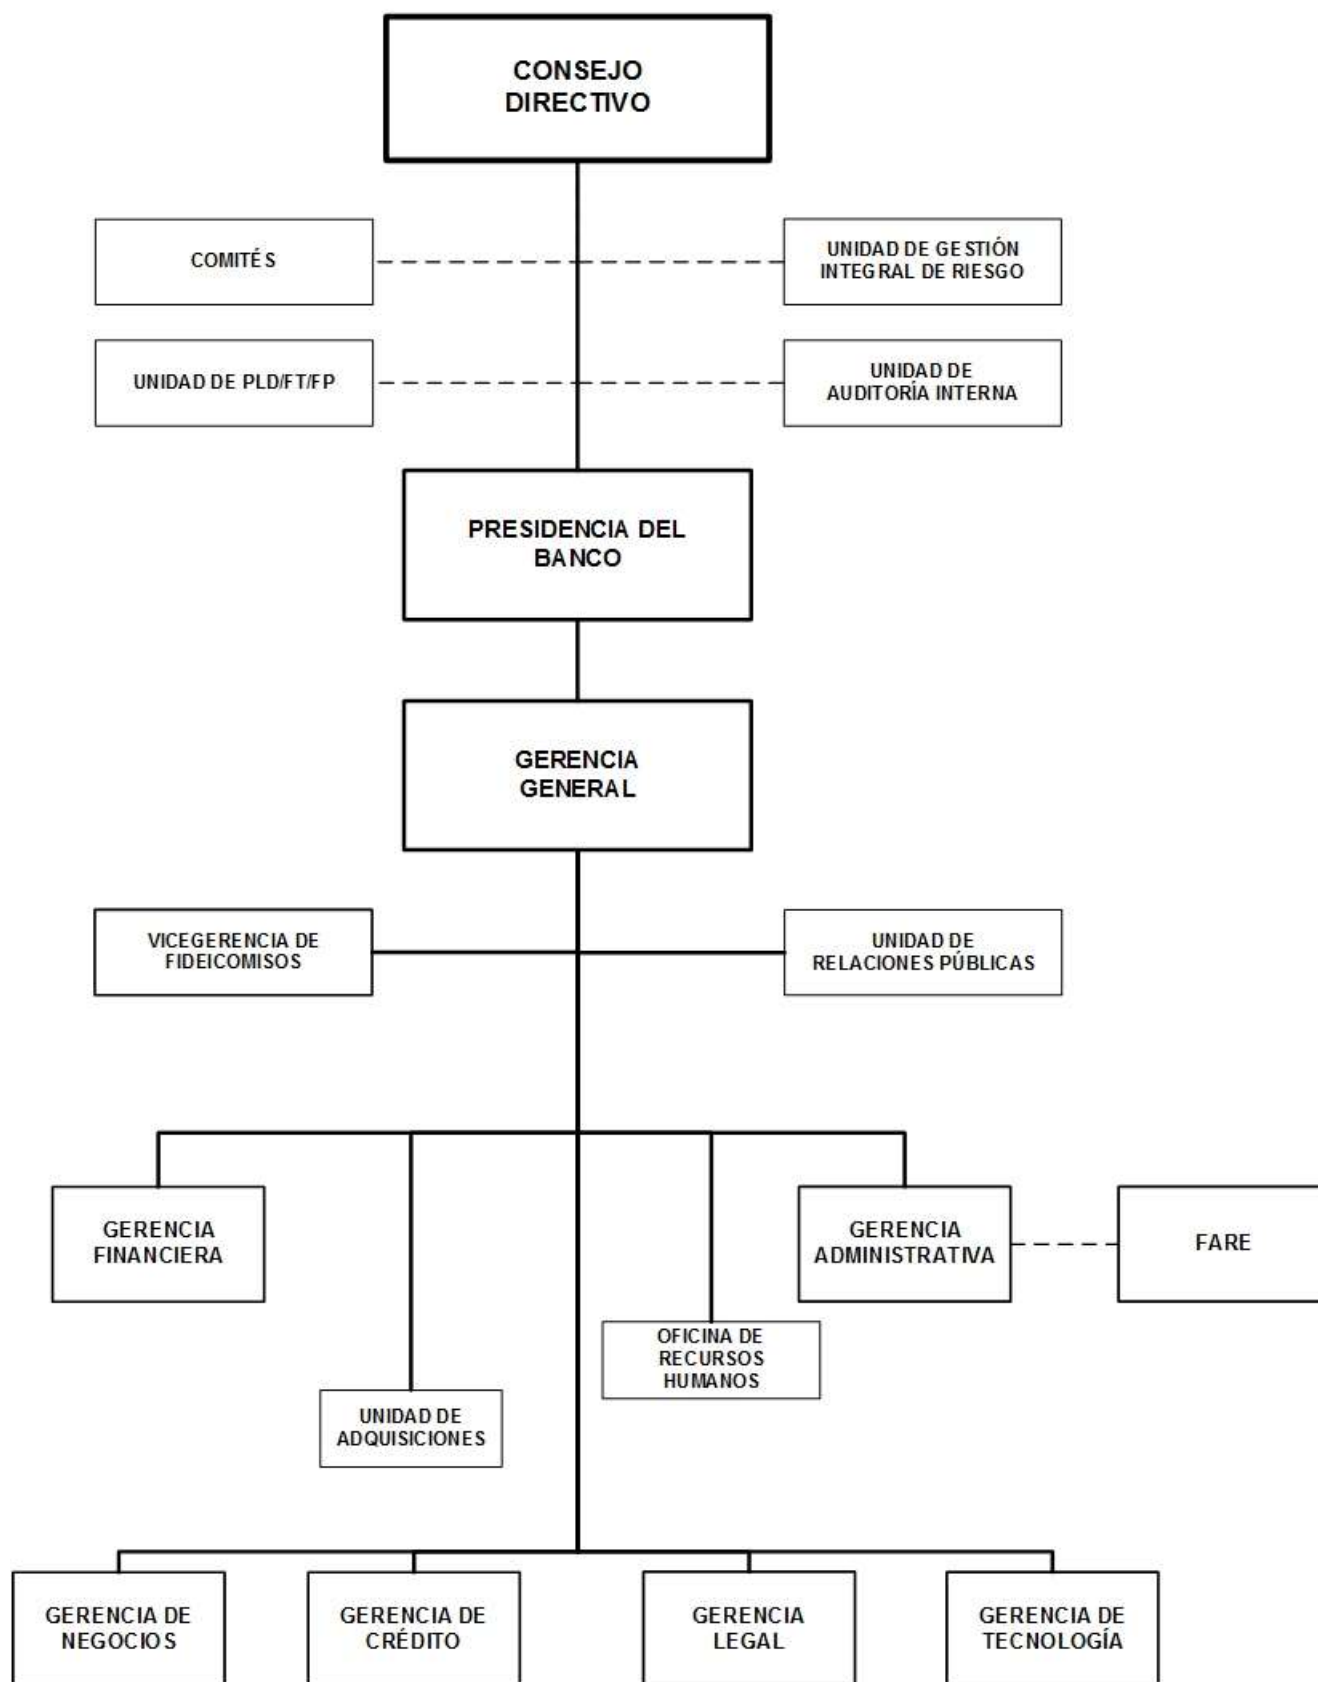 CONSEJO
DIRECTIVO
COMITÉS
UNIDAD DE GESTIÓN
INTEGRAL DE RIESGO
UNIDAD DE PLD/FT/FP
UNIDAD DE
AUDITORÍA INTERNA
PRESIDENCIA DEL
BANCO
GERENCIA
GENERAL
VICEGERENCIA DE
FIDEICOMISOS
UNIDAD DE
RELACIONES PÚBLICAS
GERENCIA
FINANCIERA
GERENCIA
ADMINISTRATIVA
FARE
OFICINA DE
RECURSOS
HUMANOS
UNIDAD DE
ADQUISICIONES
GERENCIA DE
NEGOCIOS
GERENCIA DE
CRÉDITO
GERENCIA
LEGAL
GERENCIA DE
TECNOLOGÍA